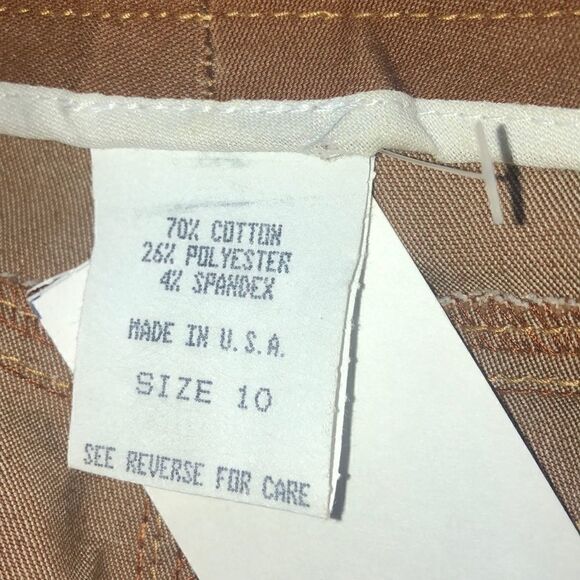 70% COTTON
26% POLYESTER
4% SPANDEX
MADE IN U.S.A.
SIZE 10
SEE REVERSE FOR CARE